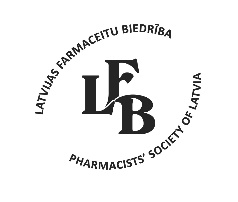 LATVIJAS FARMACEITU BIEDRĪBA
LFB
PHARMACISTS' SOCIETY OF LATVIA